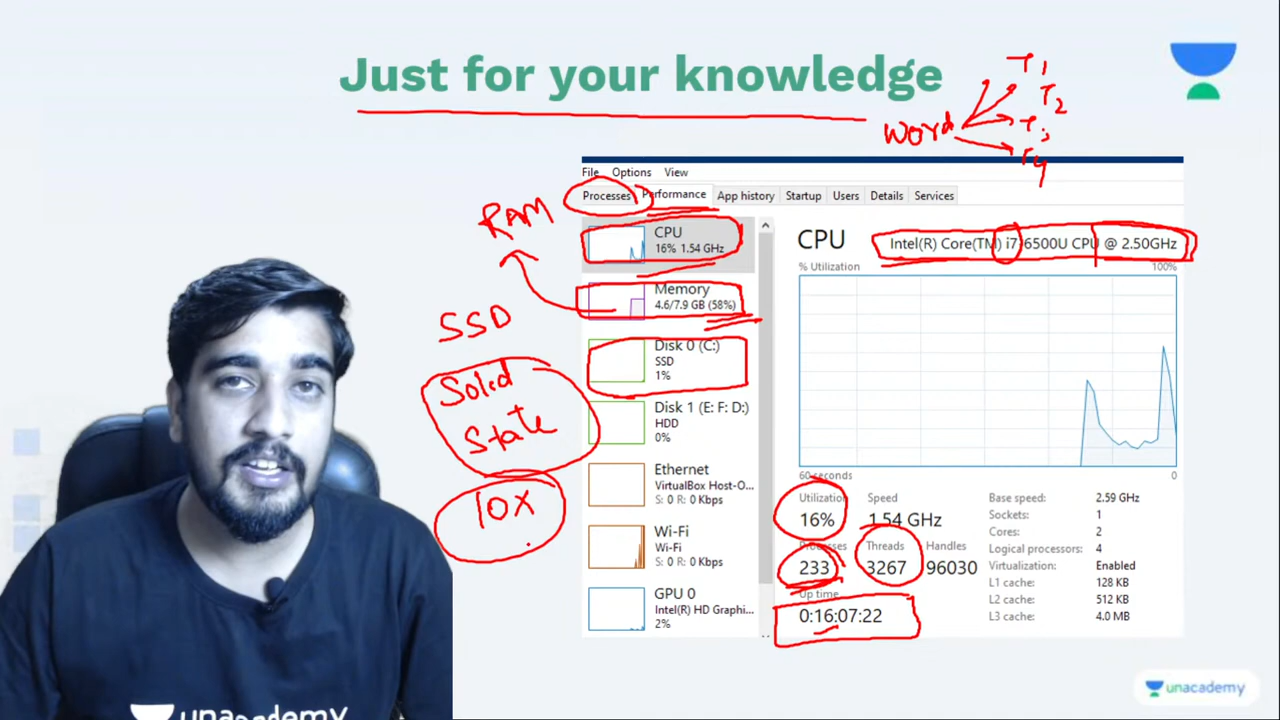 Just for your knowledge
Word
T1
T2
T3
T4
File Options View
Processes Performance App history Startup Users Details Services
RAM
SSD
Solid
State
10x
CPU
16% 1.54 GHz
Memory
4.6/7.9 GB (58%)
Disk 0 (C:)
SSD
1%
Disk 1 (E: F: D:)
HDD
0%
Ethernet
VirtualBox Host-O...
S: 0 R: 0 Kbps
Wi-Fi
Wi-Fi
S: 0 R: 0 Kbps
GPU 0
Intel(R) HD Graphi...
2%
CPU
Intel(R) Core(TM) i7-6500U CPU @ 2.50GHz
% Utilization 100%
60 seconds 0
Utilization Speed
16% 1.54 GHz
Processes Threads Handles
233 3267 96030
Up time
0:16:07:22
Base speed: 2.59 GHz
Sockets: 1
Cores: 2
Logical processors: 4
Virtualization: Enabled
L1 cache: 128 KB
L2 cache: 512 KB
L3 cache: 4.0 MB
unacademy
unacademy